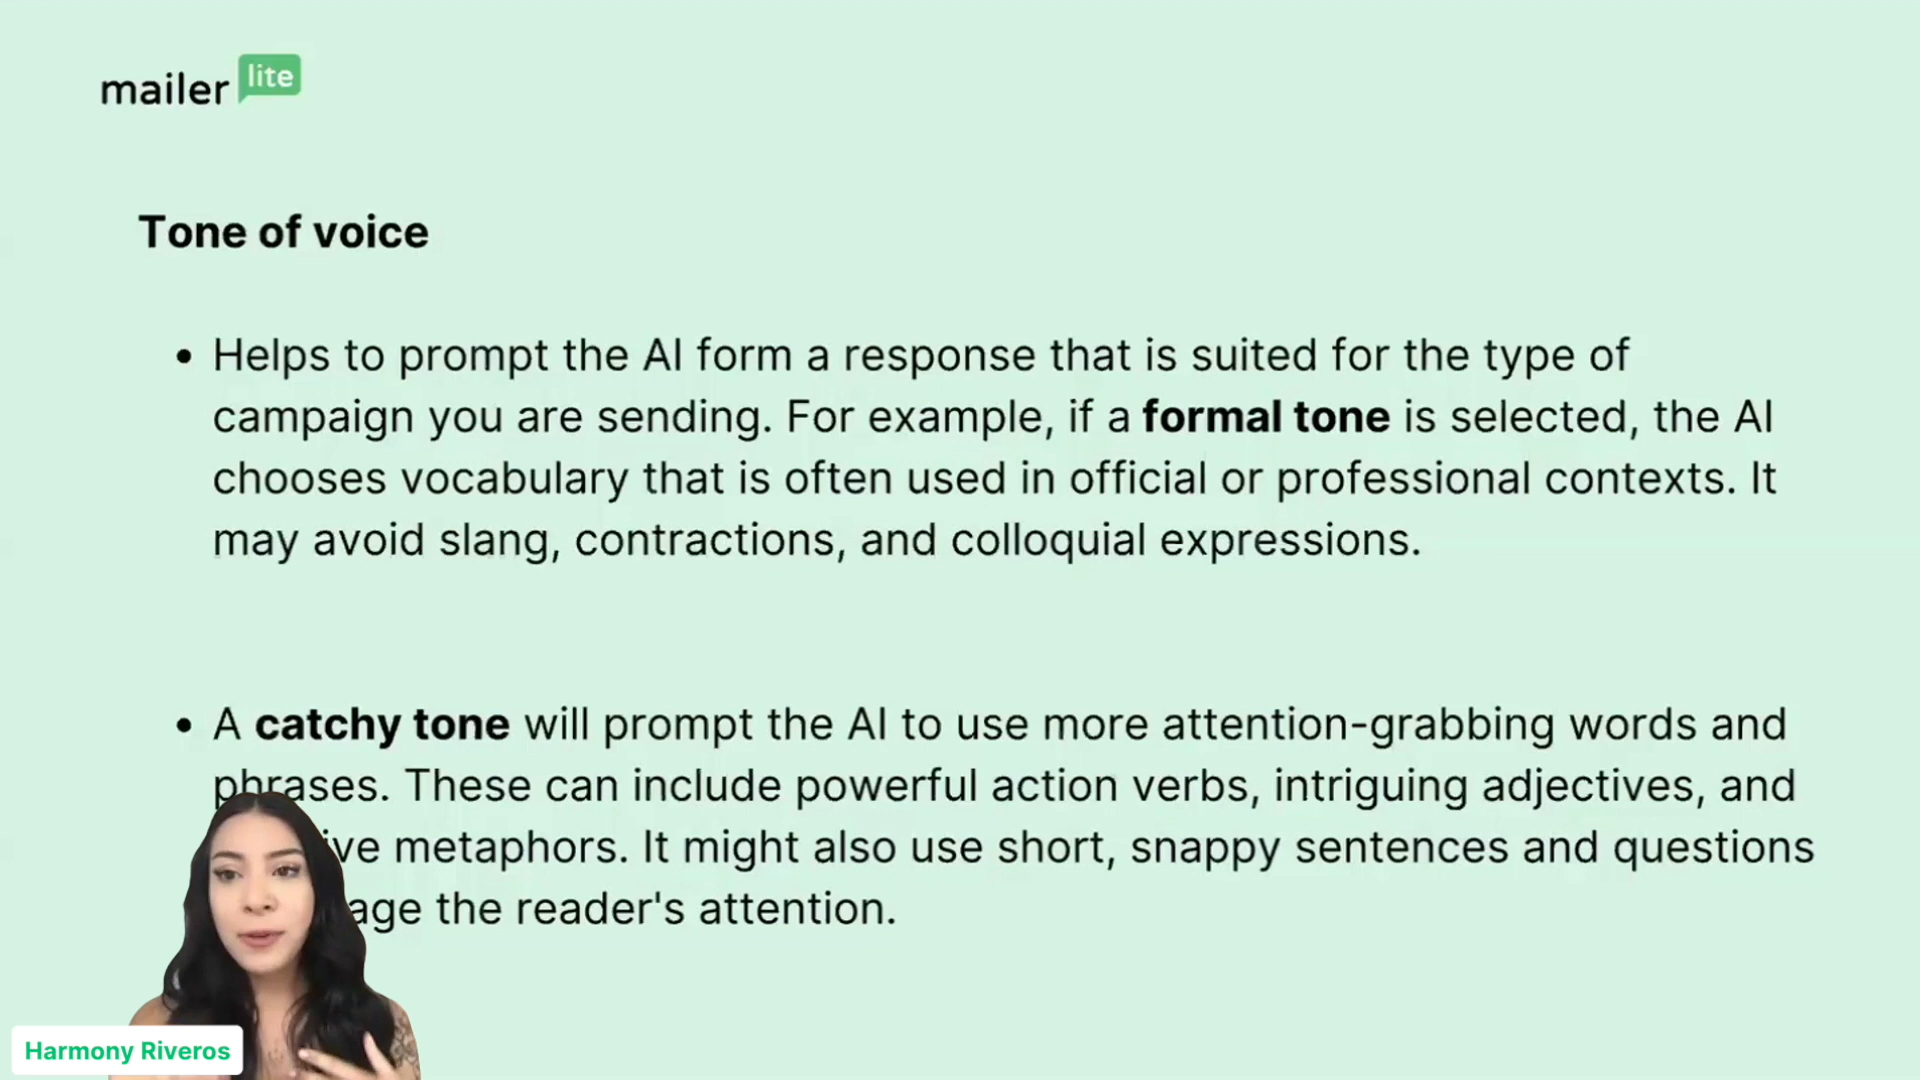 mailer lite
Tone of voice
• Helps to prompt the AI form a response that is suited for the type of
campaign you are sending. For example, if a formal tone is selected, the AI
chooses vocabulary that is often used in official or professional contexts. It
may avoid slang, contractions, and colloquial expressions.
• A catchy tone will prompt the AI to use more attention-grabbing words and
phrases. These can include powerful action verbs, intriguing adjectives, and
metaphors. It might also use short, snappy sentences and questions
the reader's attention.
Harmony Riveros